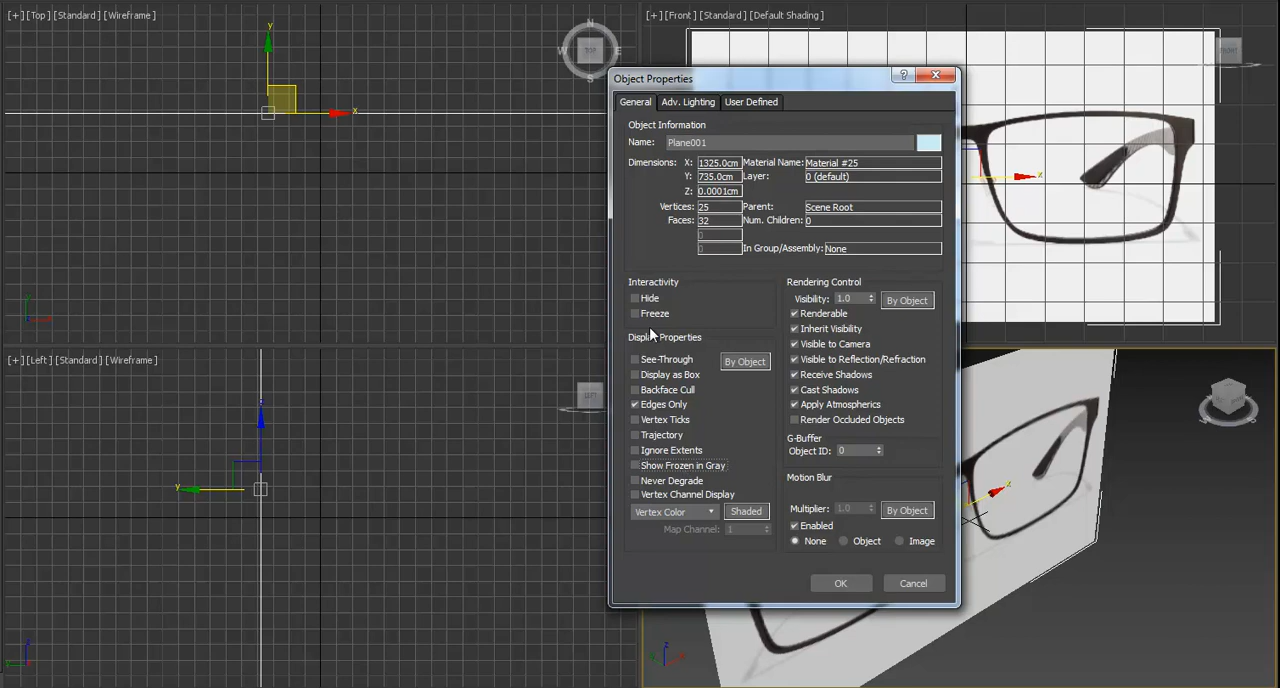 [+] [Top] [Standard] [Wireframe]
[+] [Front] [Standard] [Default Shading]
N
W
TOP
E
S
y
x
FRONT
Object Properties
?
General
Adv. Lighting
User Defined
Object Information
Name: Plane001
Dimensions: X: 1325.0cm Material Name: Material #25
Y: 735.0cm Layer: 0 (default)
Z: 0.0001cm
Vertices: 25 Parent: Scene Root
Faces: 32 Num. Children: 0
0
0 In Group/Assembly: None
Interactivity
Hide
Freeze
Display Properties
See-Through By Object
Display as Box
Backface Cull
Edges Only
Vertex Ticks
Trajectory
Ignore Extents
Show Frozen in Gray
Never Degrade
Vertex Channel Display
Vertex Color Shaded
Map Channel: 1
Rendering Control
Visibility: 1.0 By Object
Renderable
Inherit Visibility
Visible to Camera
Visible to Reflection/Refraction
Receive Shadows
Cast Shadows
Apply Atmospherics
Render Occluded Objects
G-Buffer
Object ID: 0
Motion Blur
Multiplier: 1.0 By Object
Enabled
None Object Image
OK Cancel
x
[+] [Left] [Standard] [Wireframe]
LEFT
z
y
x
z
z